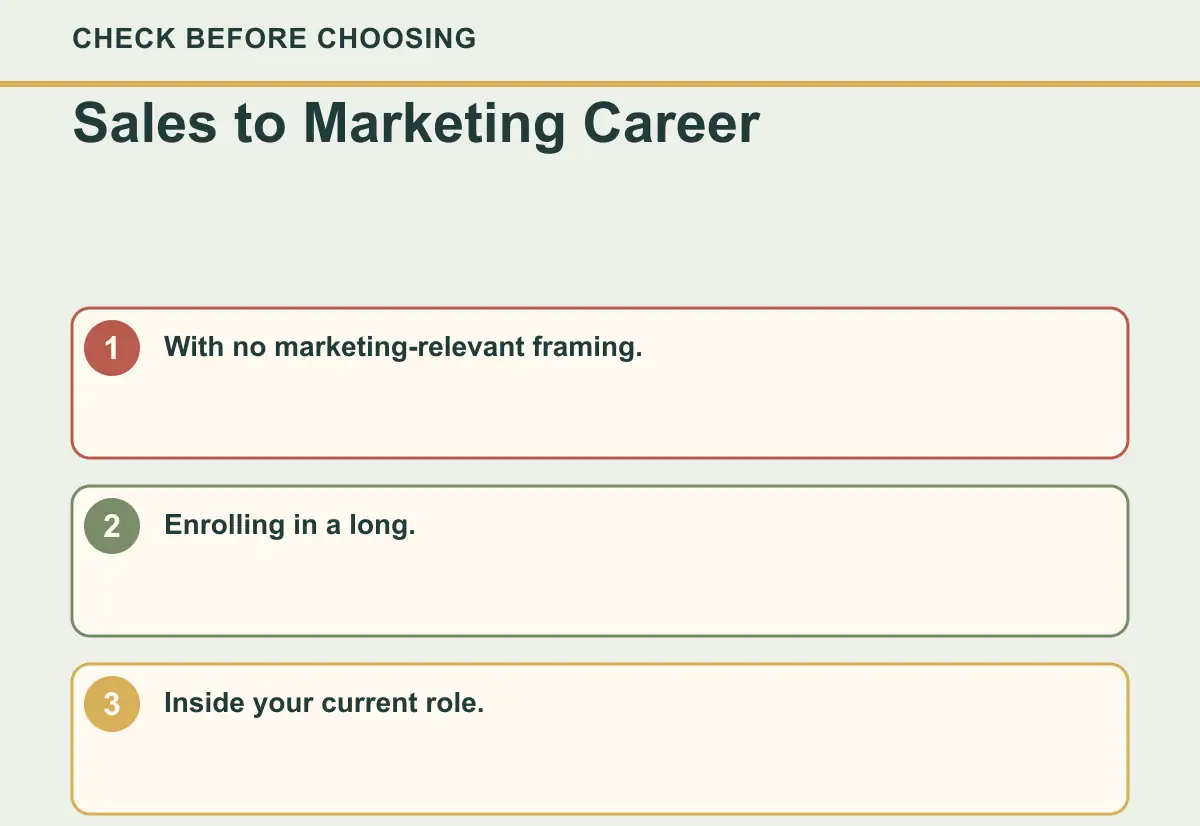 CHECK BEFORE CHOOSING
Sales to Marketing Career
1 With no marketing-relevant framing.
2 Enrolling in a long.
3 Inside your current role.